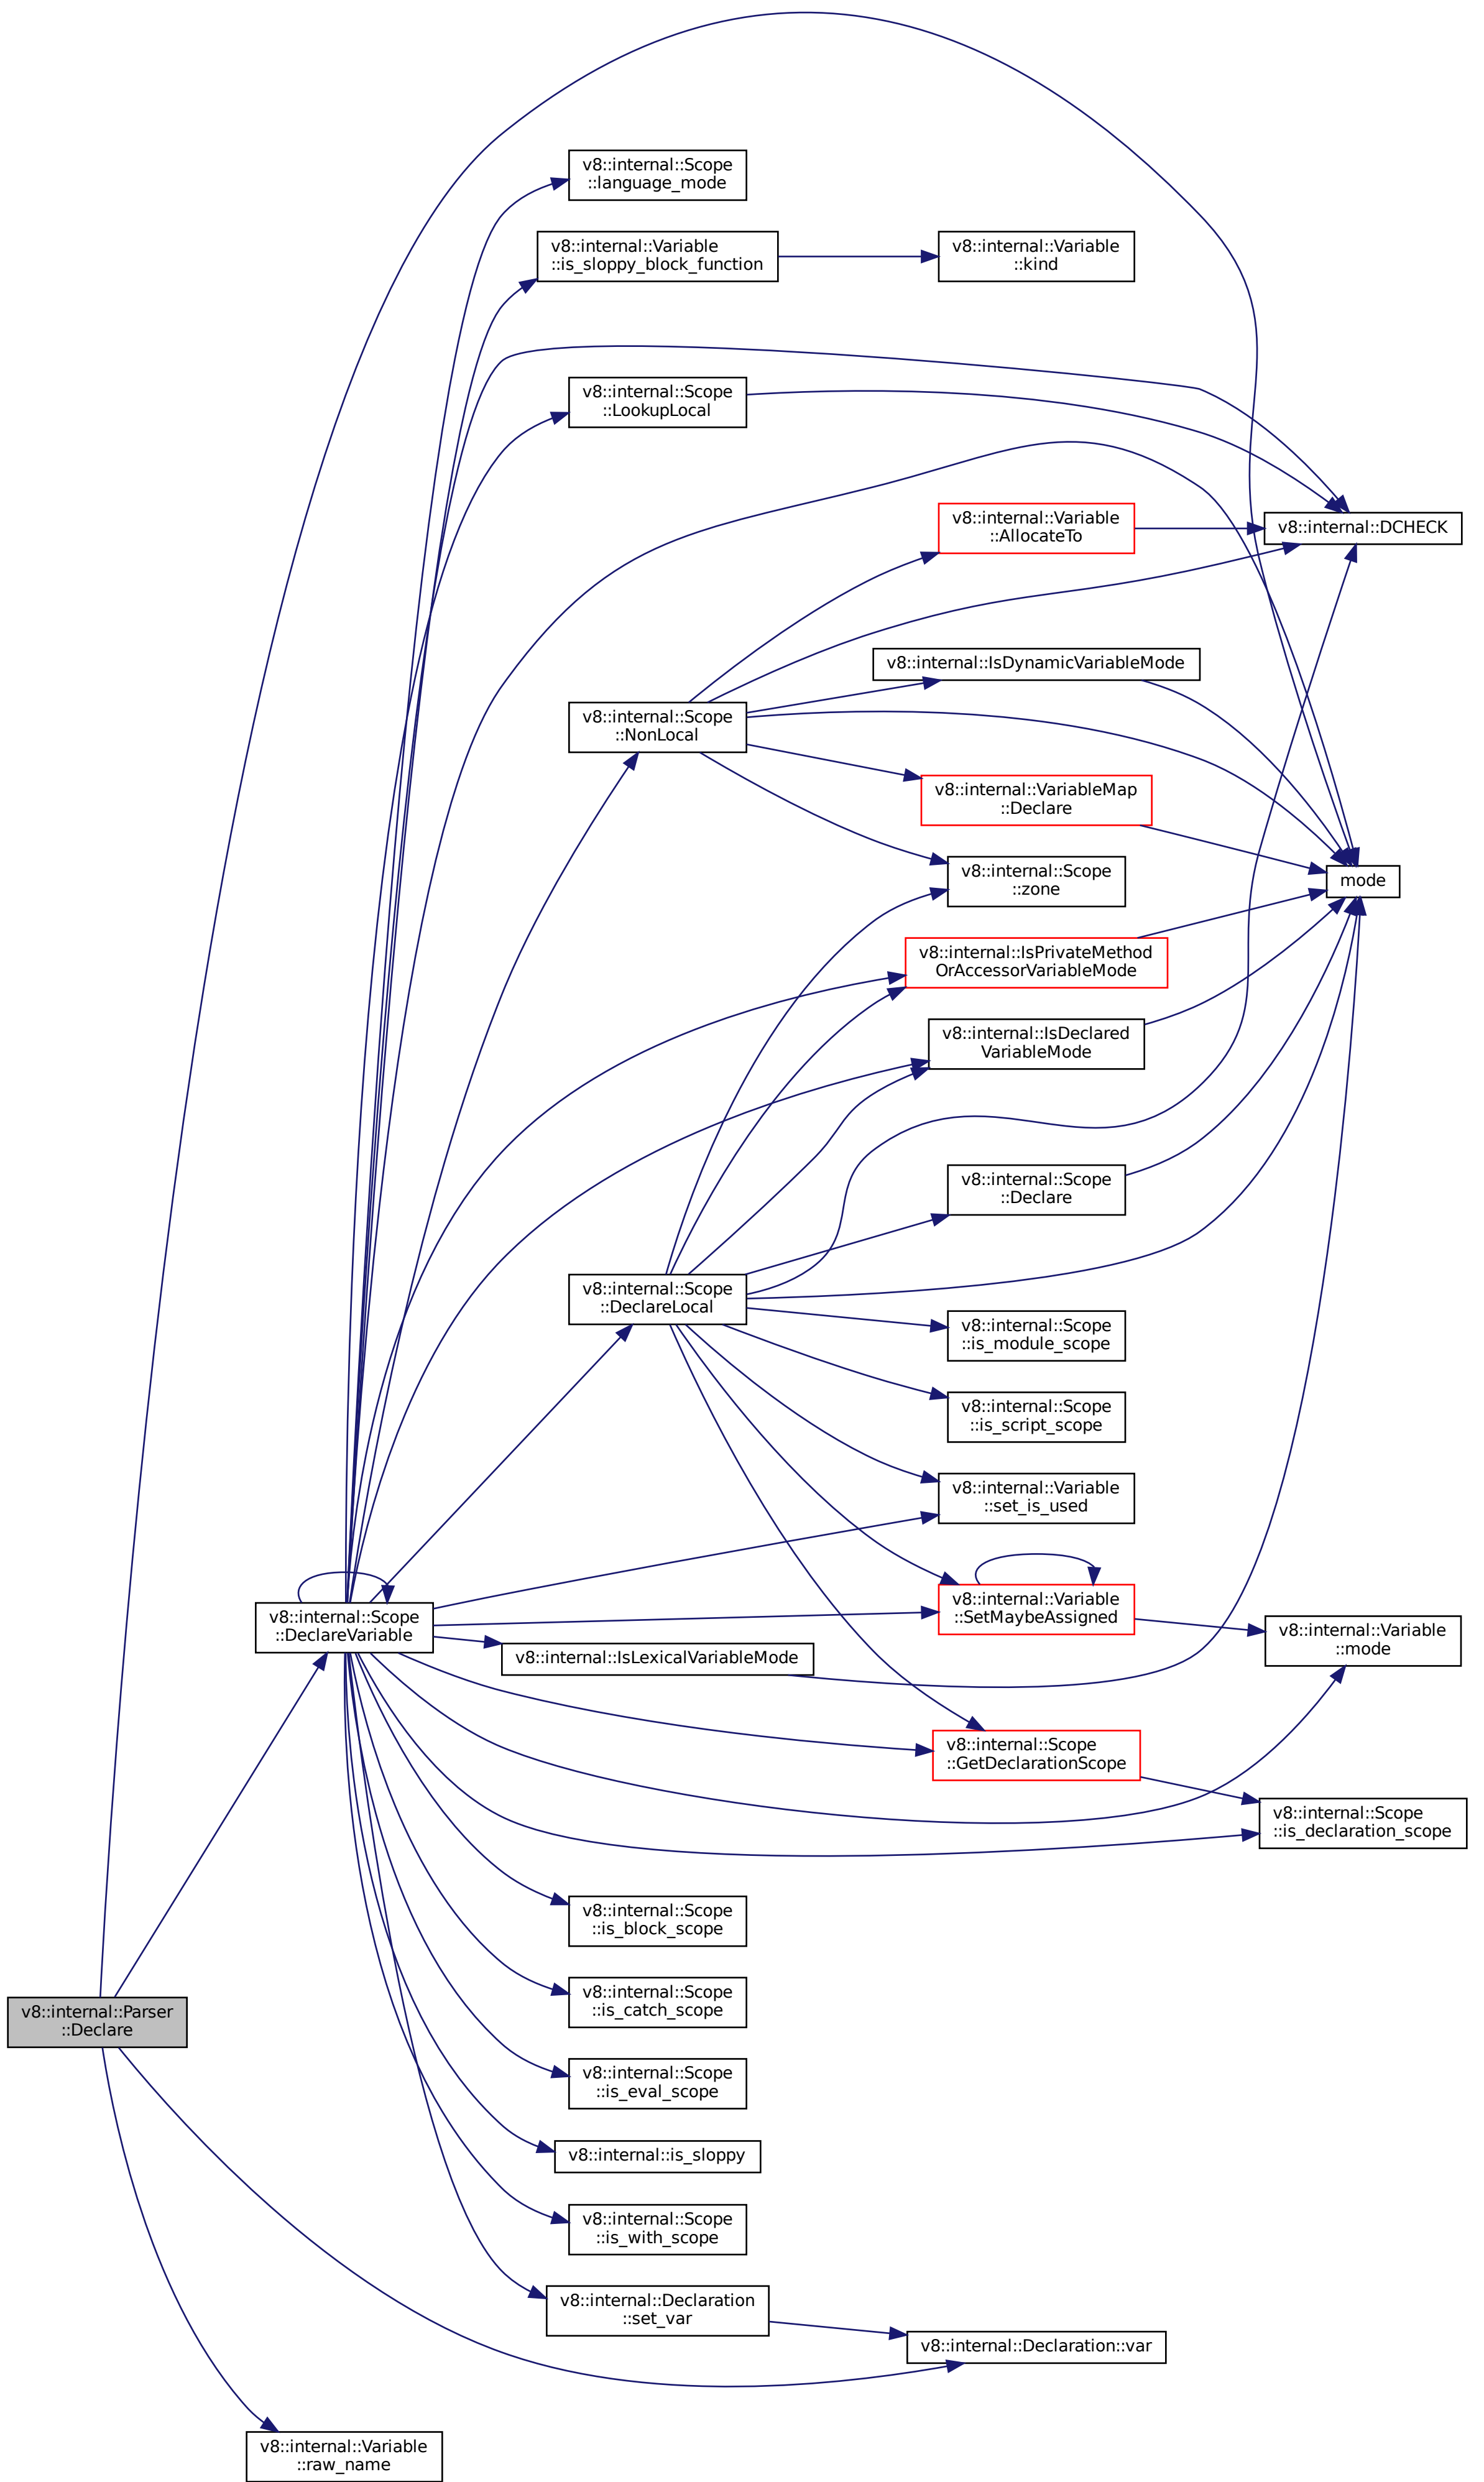 v8::internal::Scope
::language_mode
v8::internal::Variable
::is_sloppy_block_function
v8::internal::Variable
::kind
v8::internal::Scope
::LookupLocal
v8::internal::Variable
::AllocateTo
v8::internal::DCHECK
v8::internal::IsDynamicVariableMode
v8::internal::Scope
::NonLocal
v8::internal::VariableMap
::Declare
v8::internal::Scope
::zone
mode
v8::internal::IsPrivateMethod
OrAccessorVariableMode
v8::internal::IsDeclared
VariableMode
v8::internal::Scope
::Declare
v8::internal::Scope
::DeclareLocal
v8::internal::Scope
::is_module_scope
v8::internal::Scope
::is_script_scope
v8::internal::Variable
::set_is_used
v8::internal::Scope
::DeclareVariable
v8::internal::Variable
::SetMaybeAssigned
v8::internal::Variable
::mode
v8::internal::IsLexicalVariableMode
v8::internal::Scope
::GetDeclarationScope
v8::internal::Scope
::is_declaration_scope
v8::internal::Scope
::is_block_scope
v8::internal::Scope
::is_catch_scope
v8::internal::Parser
::Declare
v8::internal::Scope
::is_eval_scope
v8::internal::is_sloppy
v8::internal::Scope
::is_with_scope
v8::internal::Declaration
::set_var
v8::internal::Declaration::var
v8::internal::Variable
::raw_name